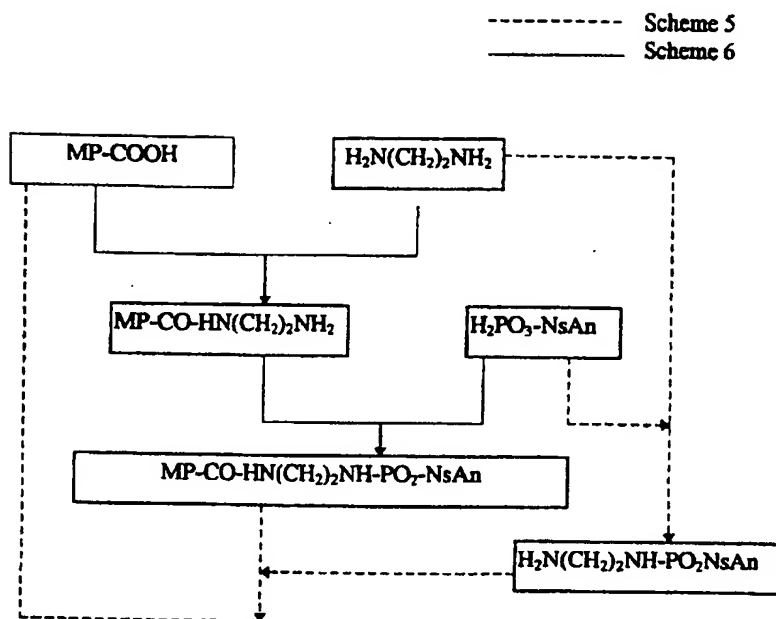 Scheme 5
Scheme 6
MP-COOH
H₂N(CH₂)₂NH₂
MP-CO-HN(CH₂)₂NH₂
H₂PO₃-NsAn
MP-CO-HN(CH₂)₂NH-PO₂-NsAn
H₂N(CH₂)₂NH-PO₂NsAn